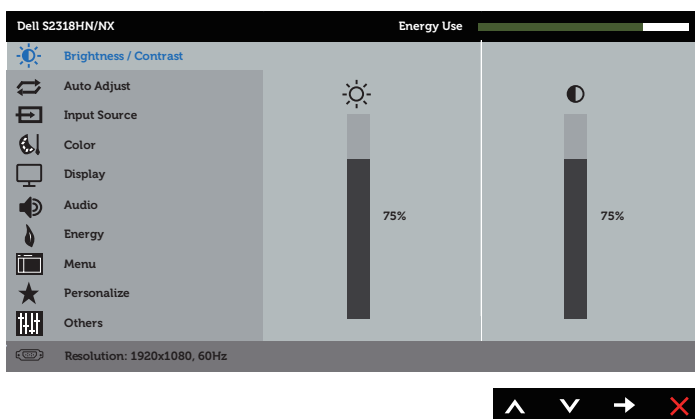 Dell S2318HN/NX
Energy Use
Brightness / Contrast
Auto Adjust
Input Source
Color
Display
Audio
75%
75%
Energy
Menu
Personalize
Others
Resolution: 1920x1080, 60Hz